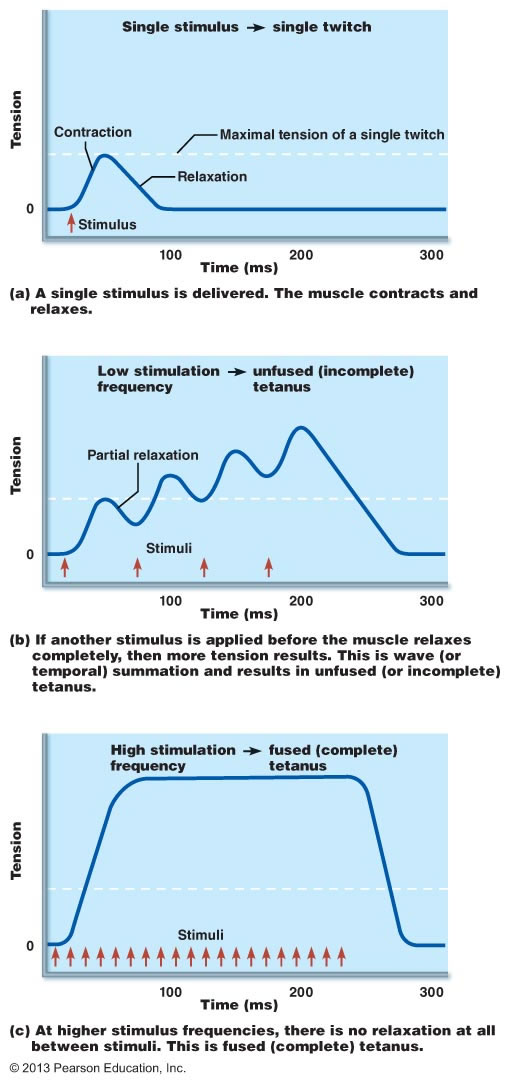 Single stimulus → single twitch
Tension
Contraction
Maximal tension of a single twitch
Relaxation
0
Stimulus
100 200 300
Time (ms)
(a) A single stimulus is delivered. The muscle contracts and
relaxes.
Low stimulation → unfused (incomplete)
frequency tetanus
Tension
Partial relaxation
0
Stimuli
100 200 300
Time (ms)
(b) If another stimulus is applied before the muscle relaxes
completely, then more tension results. This is wave (or
temporal) summation and results in unfused (or incomplete)
tetanus.
High stimulation → fused (complete)
frequency tetanus
Tension
Stimuli
0
100 200 300
Time (ms)
(c) At higher stimulus frequencies, there is no relaxation at all
between stimuli. This is fused (complete) tetanus.
© 2013 Pearson Education, Inc.